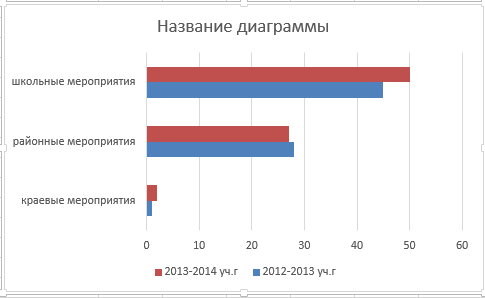 Название диаграммы
школьные мероприятия
районные мероприятия
краевые мероприятия
0 10 20 30 40 50 60
2013-2014 уч.г 2012-2013 уч.г